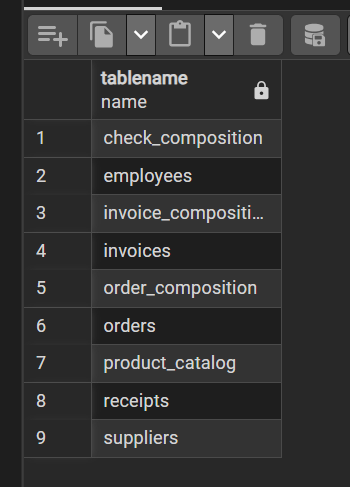 tablename
name
1 check_composition
2 employees
3 invoice_compositi...
4 invoices
5 order_composition
6 orders
7 product_catalog
8 receipts
9 suppliers